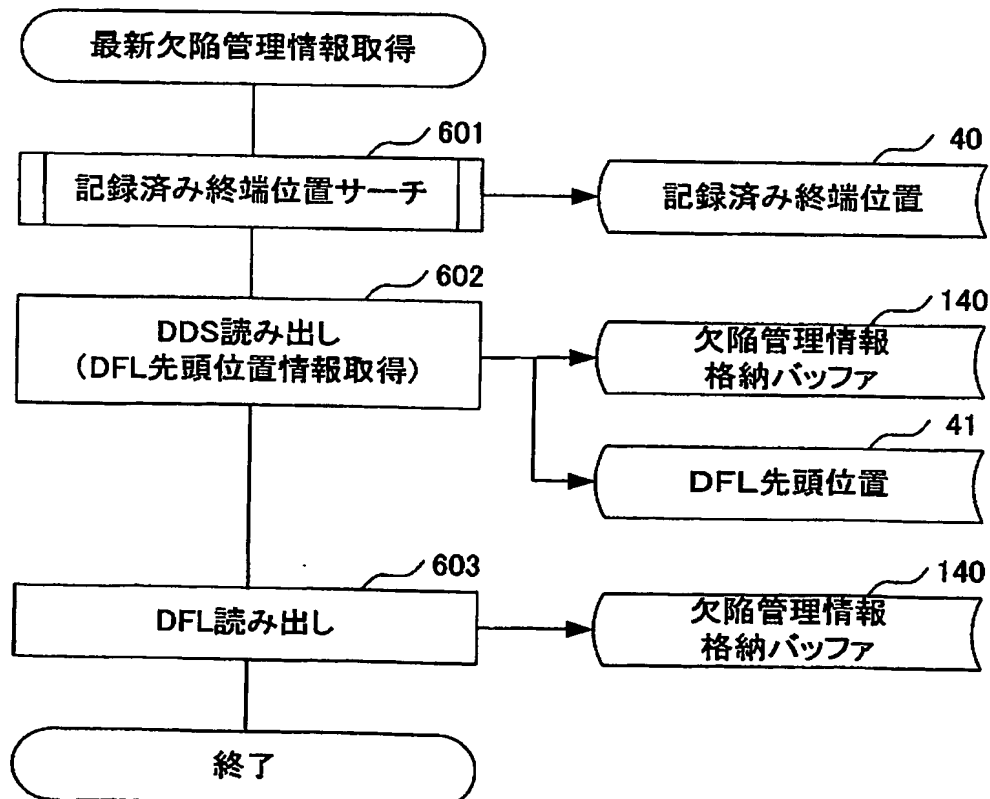 最新欠陥管理情報取得
601
記録済み終端位置サーチ
40
記録済み終端位置
602
DDS読み出し
(DFL先頭位置情報取得)
140
欠陥管理情報
格納バッファ
41
DFL先頭位置
603
DFL読み出し
140
欠陥管理情報
格納バッファ
終了